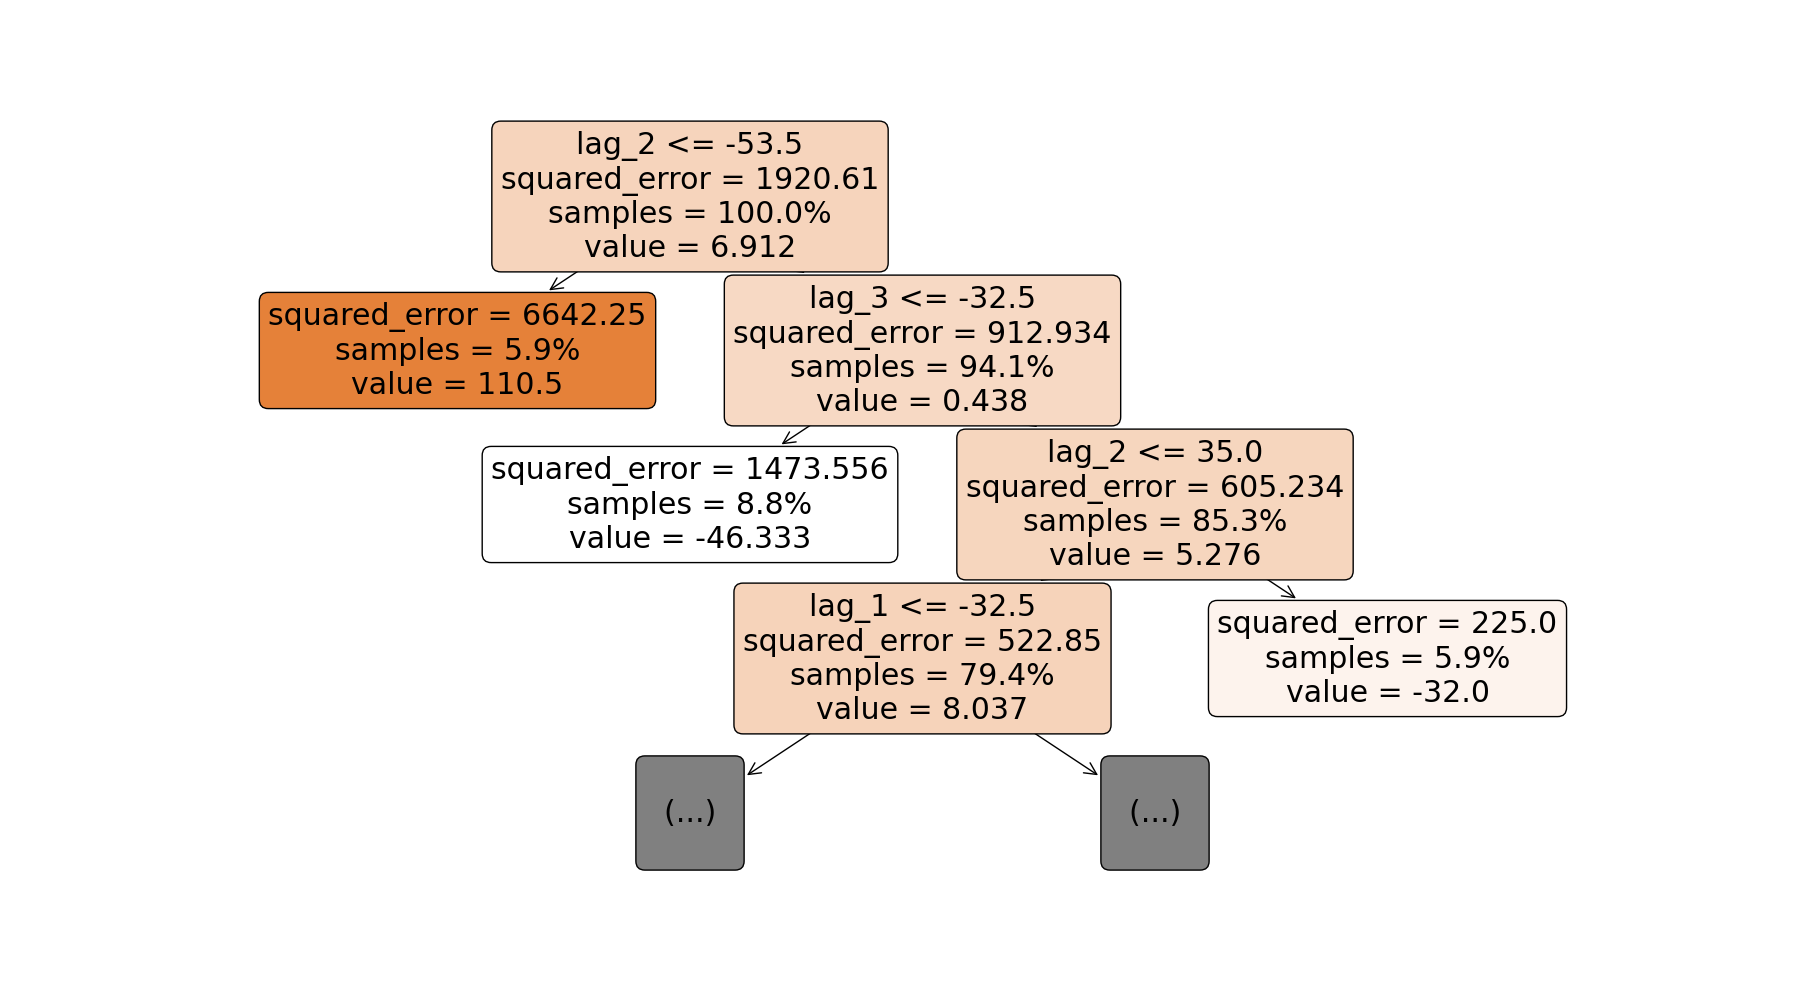 lag_2 <= -53.5
squared_error = 1920.61
samples = 100.0%
value = 6.912
squared_error = 6642.25
samples = 5.9%
value = 110.5
lag_3 <= -32.5
squared_error = 912.934
samples = 94.1%
value = 0.438
squared_error = 1473.556
samples = 8.8%
value = -46.333
lag_2 <= 35.0
squared_error = 605.234
samples = 85.3%
value = 5.276
lag_1 <= -32.5
squared_error = 522.85
samples = 79.4%
value = 8.037
squared_error = 225.0
samples = 5.9%
value = -32.0
(...)
(...)